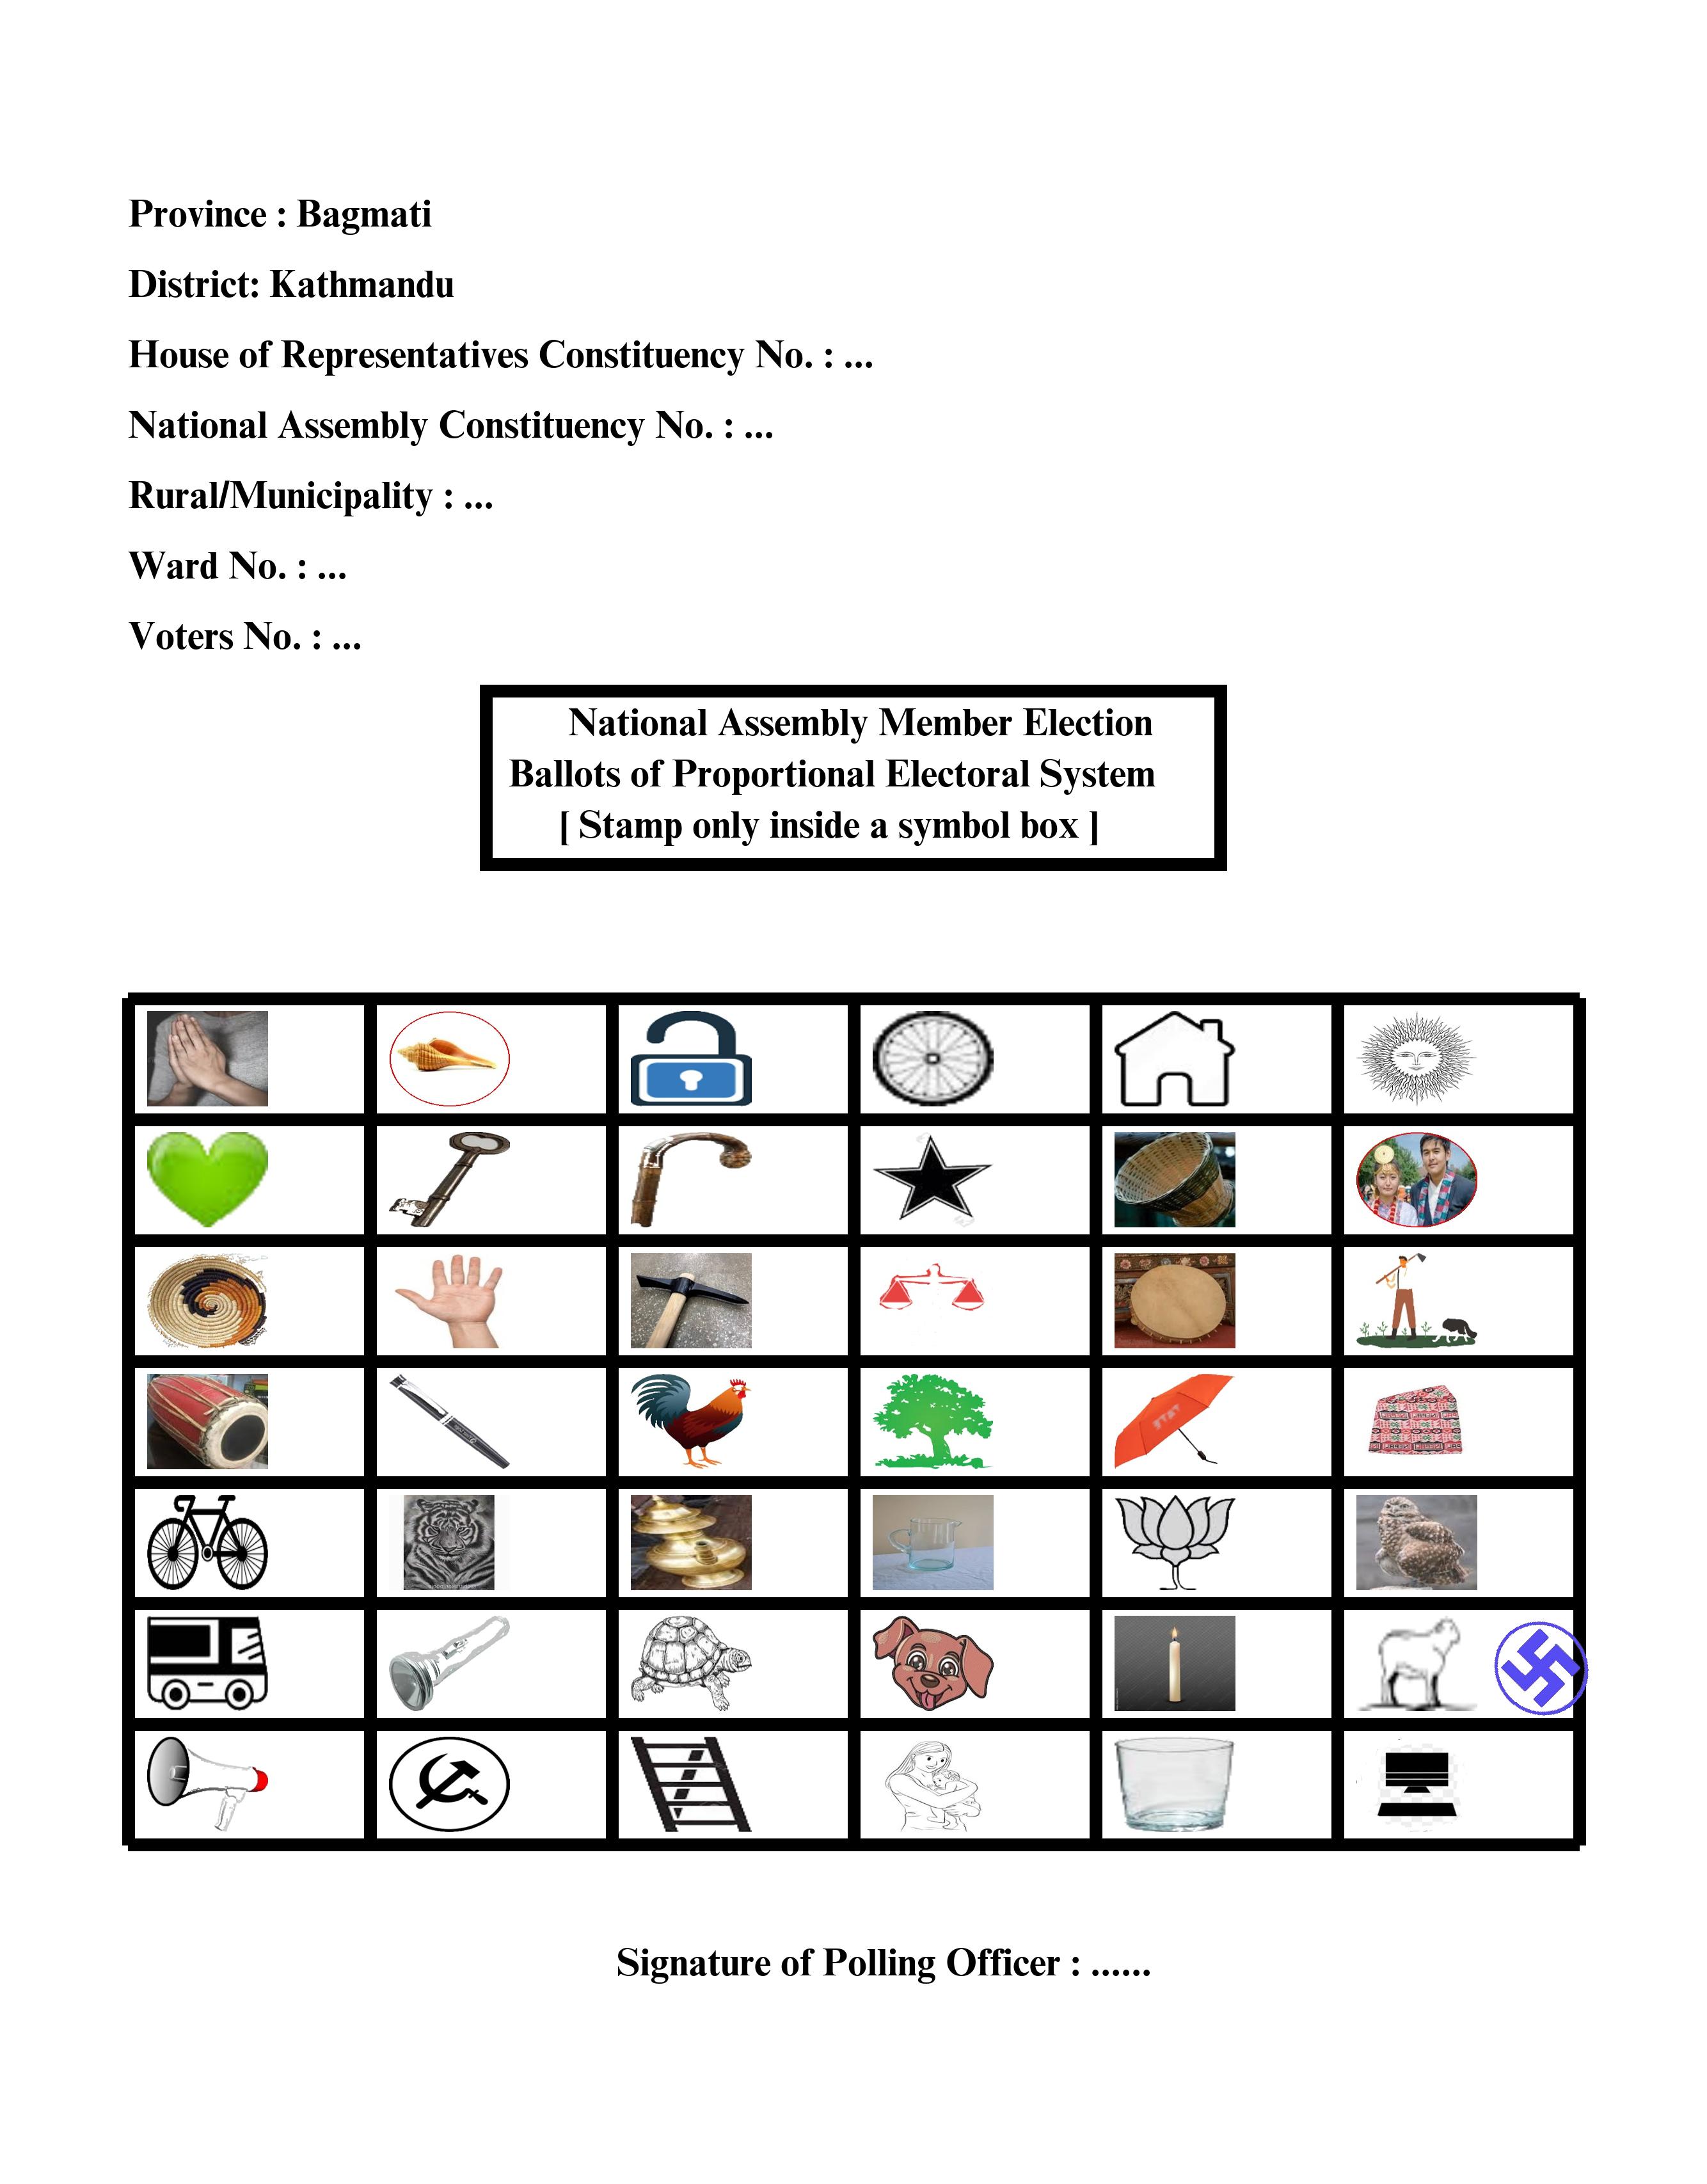 Province : Bagmati
District: Kathmandu
House of Representatives Constituency No. : ...
National Assembly Constituency No. : ...
Rural/Municipality : ...
Ward No. : ...
Voters No. : ...
National Assembly Member Election
Ballots of Proportional Electoral System
[ Stamp only inside a symbol box ]
Signature of Polling Officer : ......